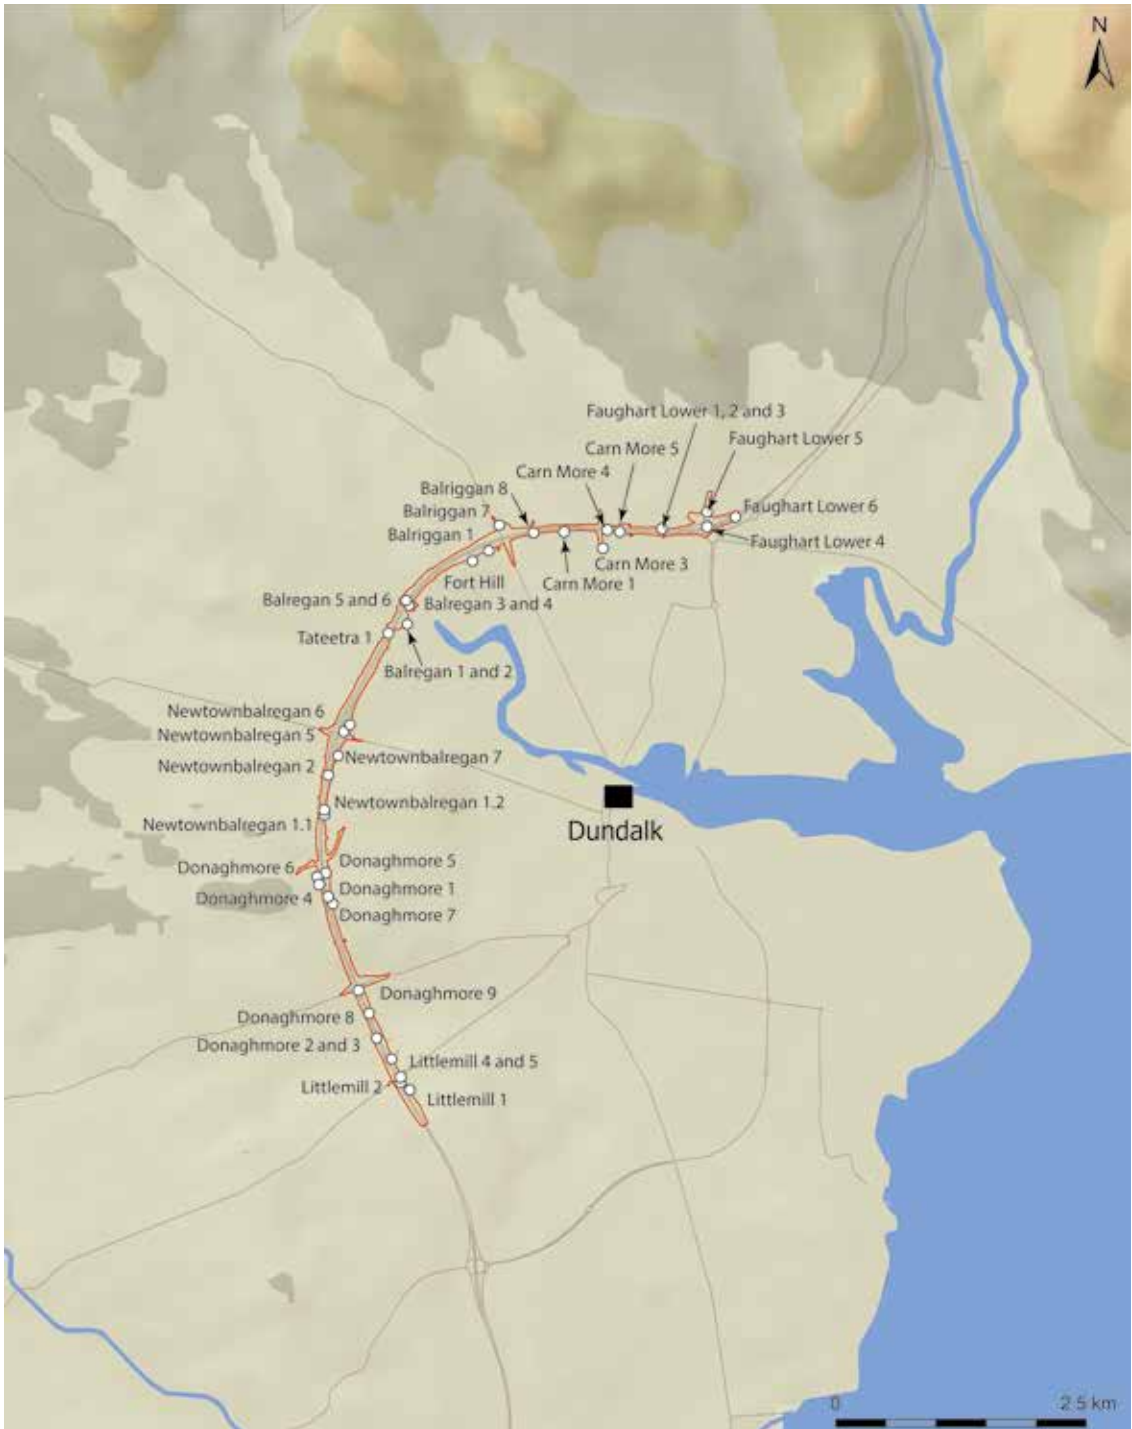 N
Faughart Lower 1, 2 and 3
Faughart Lower 5
Carn More 5
Carn More 4
Balriggan 8
Faughart Lower 6
Balriggan 7
Balriggan 1
Faughart Lower 4
Carn More 3
Fort Hill
Carn More 1
Balregan 5 and 6
Balregan 3 and 4
Tateetra 1
Balregan 1 and 2
Newtownbalregan 6
Newtownbalregan 5
Newtownbalregan 7
Newtownbalregan 2
Newtownbalregan 1.2
Newtownbalregan 1.1
Dundalk
Donaghmore 5
Donaghmore 6
Donaghmore 1
Donaghmore 4
Donaghmore 7
Donaghmore 9
Donaghmore 8
Donaghmore 2 and 3
Littlemill 4 and 5
Littlemill 2
Littlemill 1
0 2.5 km